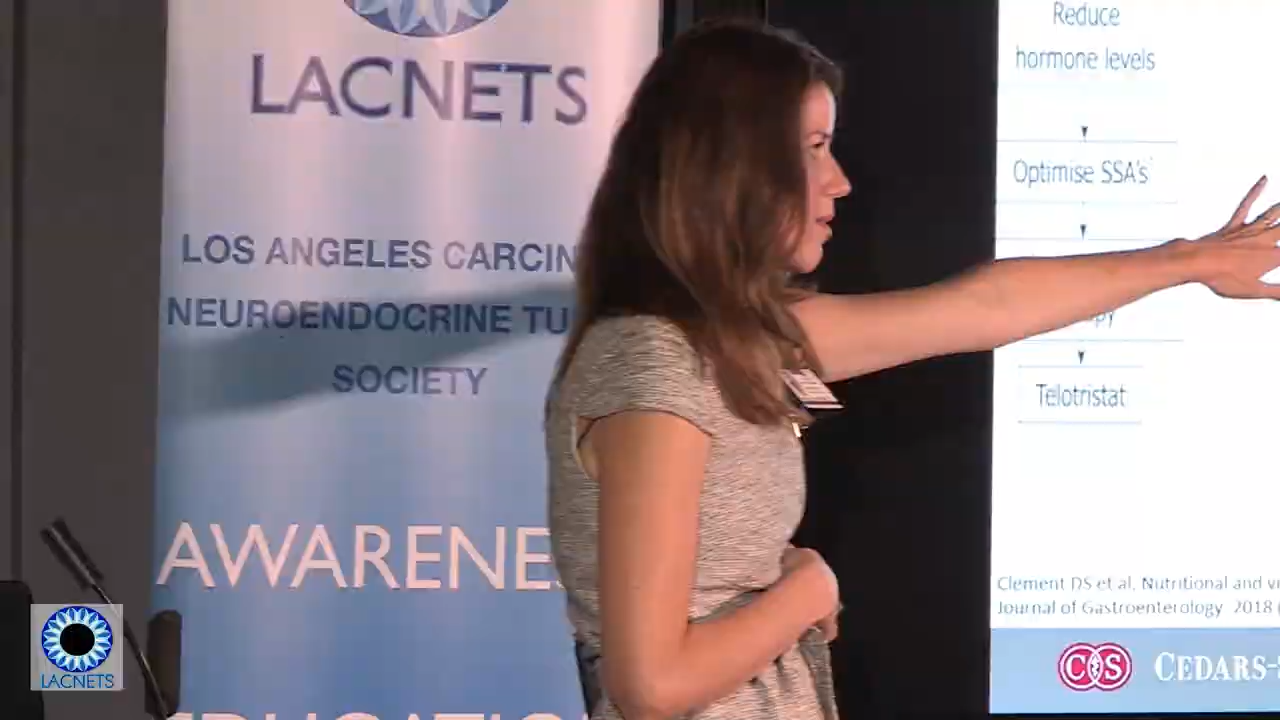 LACNETS
LOS ANGELES CARCIN
NEUROENDOCRINE TU
SOCIETY
AWARENE
EDUCATIO
LACNETS
Reduce
hormone levels
Optimise SSA's
Telotristat
Clement DS et al, Nutritional and
Journal of Gastroenterology 2018
CS CEDARS-